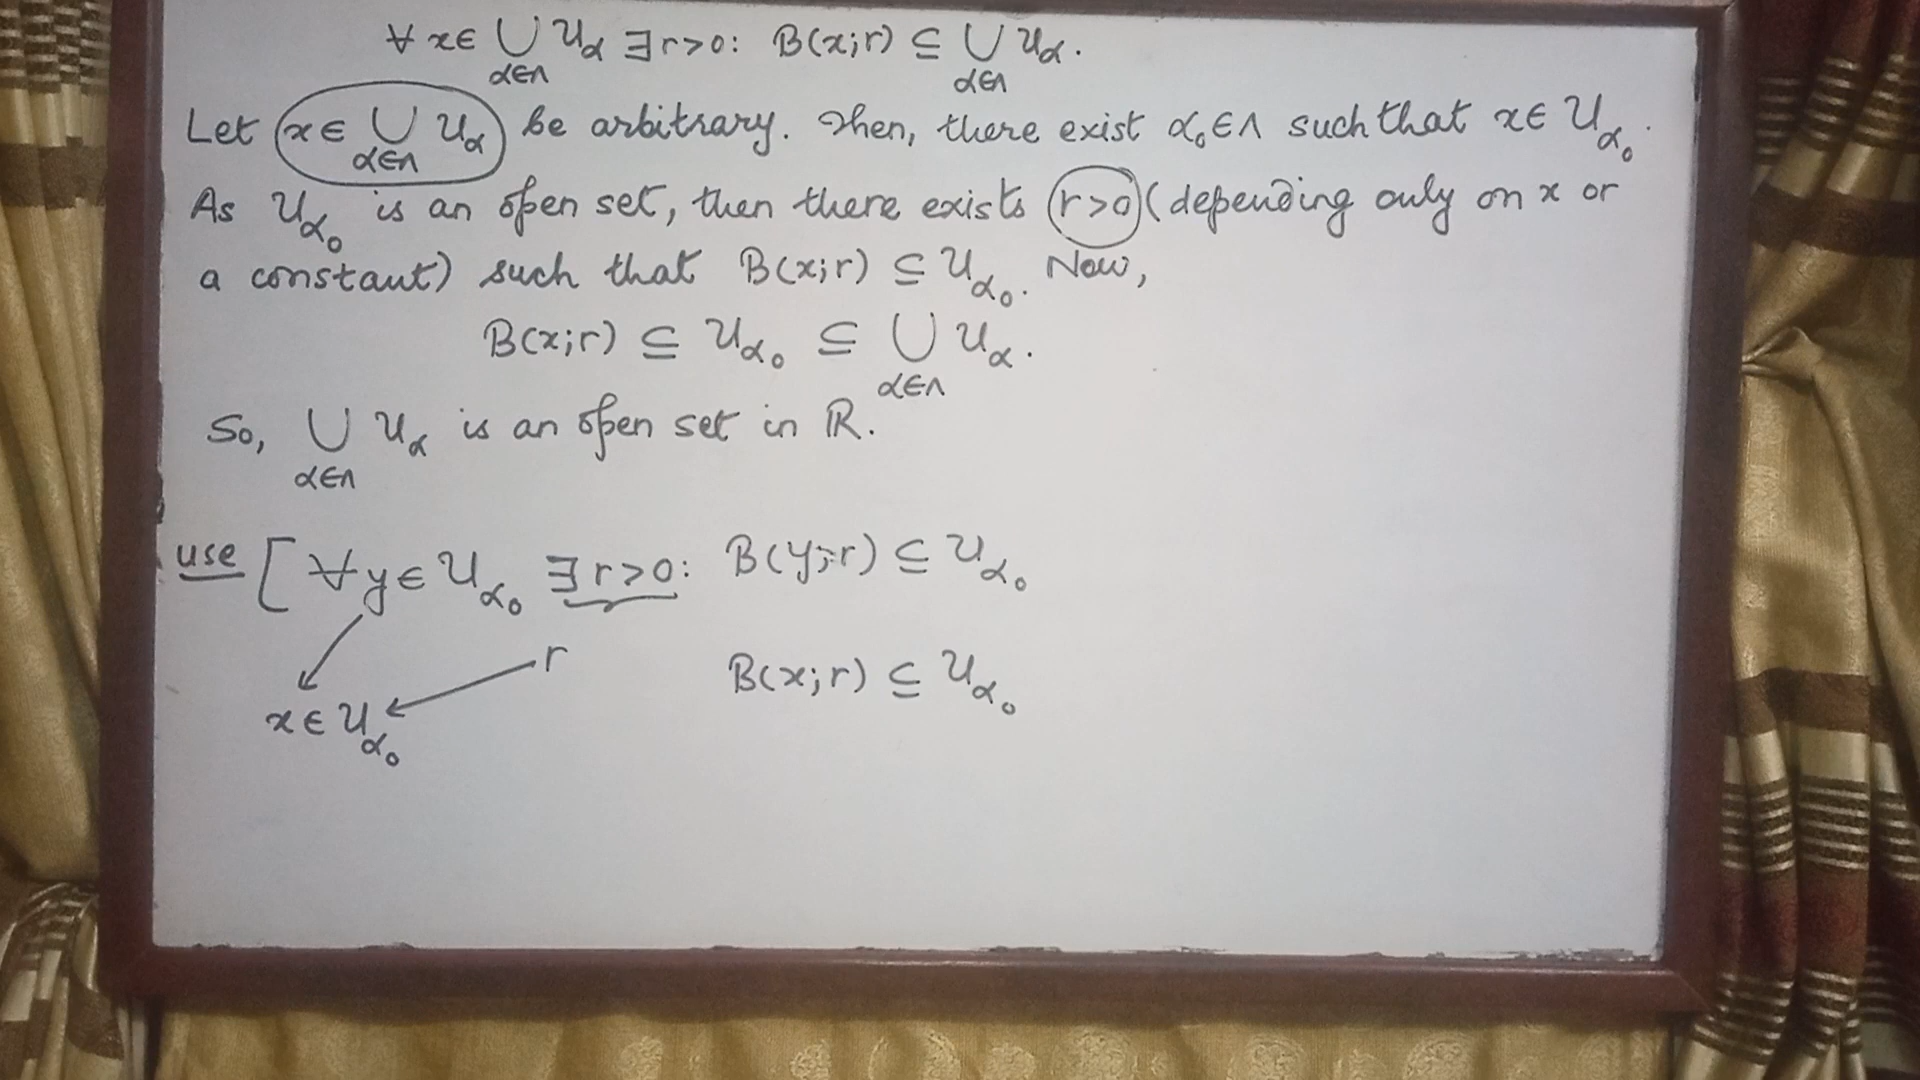 ∀ x∈ ⋃_{α∈Λ} U_α ∃ r>0: B(x;r) ⊆ ⋃_{α∈Λ} U_α.
Let x∈ ⋃_{α∈Λ} U_α be arbitrary. Then, there exist α₀∈Λ such that x∈ U_{α₀}.
As U_{α₀} is an open set, then there exists r>0 (depending only on x or
a constant) such that B(x;r) ⊆ U_{α₀}. Now,
B(x;r) ⊆ U_{α₀} ⊆ ⋃_{α∈Λ} U_α.
So, ⋃_{α∈Λ} U_α is an open set in ℝ.
use [ ∀ y∈ U_{α₀} ∃ r>0: B(y;r) ⊆ U_{α₀}
r
x∈ U_{α₀} B(x;r) ⊆ U_{α₀}